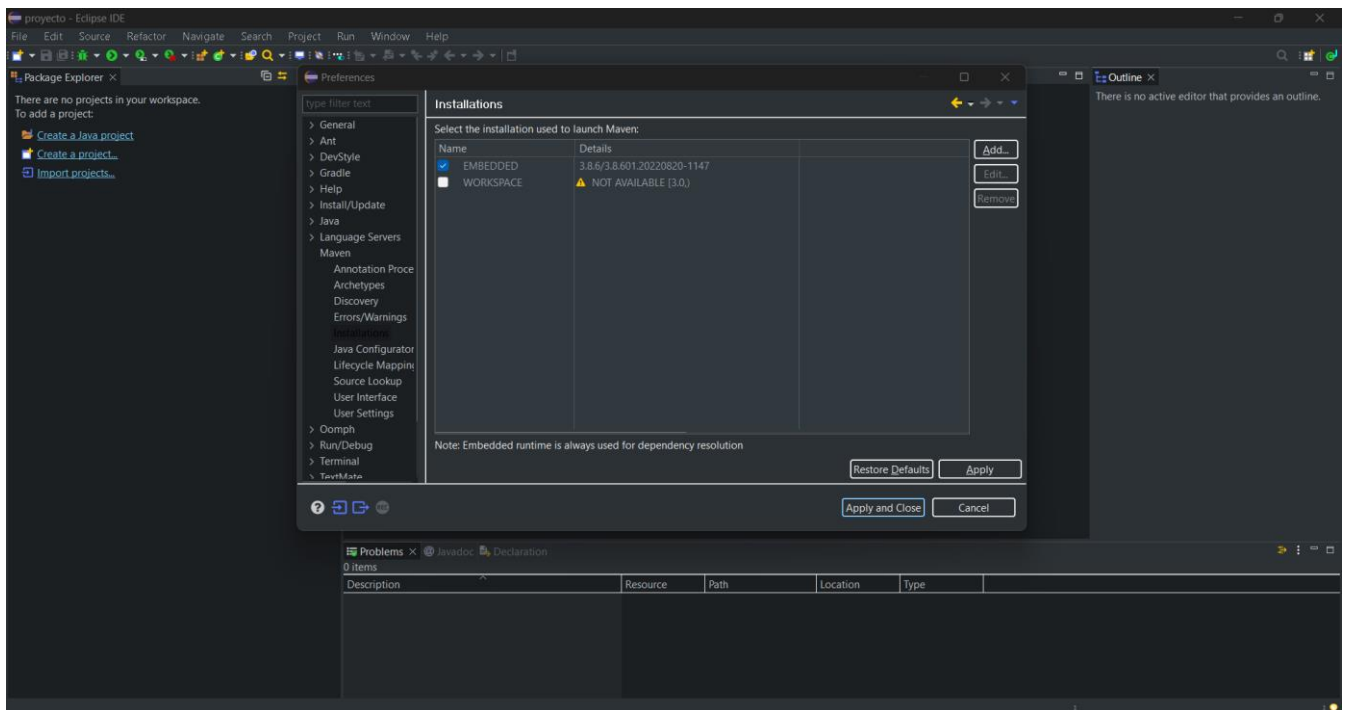 proyecto - Eclipse IDE
File Edit Source Refactor Navigate Search Project Run Window Help
Package Explorer
There are no projects in your workspace.
To add a project:
Create a Java project
Create a project...
Import projects...
Preferences
type filter text
General
Ant
DevStyle
Gradle
Help
Install/Update
Java
Language Servers
Maven
Annotation Proce
Archetypes
Discovery
Errors/Warnings
Installations
Java Configurator
Lifecycle Mapping
Source Lookup
User Interface
User Settings
Oomph
Run/Debug
Terminal
TextMate
Installations
Select the installation used to launch Maven:
Name Details
EMBEDDED 3.8.6/3.8.601.20220820-1147
WORKSPACE NOT AVAILABLE [3.0,)
Add...
Edit...
Remove
Note: Embedded runtime is always used for dependency resolution
Restore Defaults Apply
Apply and Close Cancel
Outline
There is no active editor that provides an outline.
Problems Javadoc Declaration
0 items
Description Resource Path Location Type